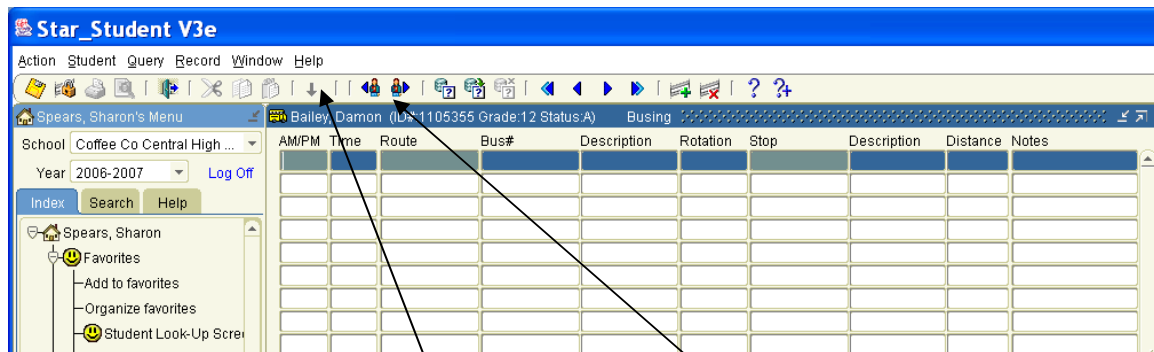 Star_Student V3e
Action Student Query Record Window Help
Spears, Sharon's Menu
Bailey, Damon (ID#:1105355 Grade:12 Status:A) Busing
School Coffee Co Central High ...
AM/PM Time Route Bus# Description Rotation Stop Description Distance Notes
Year 2006-2007 Log Off
Index Search Help
Spears, Sharon
Favorites
Add to favorites
Organize favorites
Student Look-Up Scre